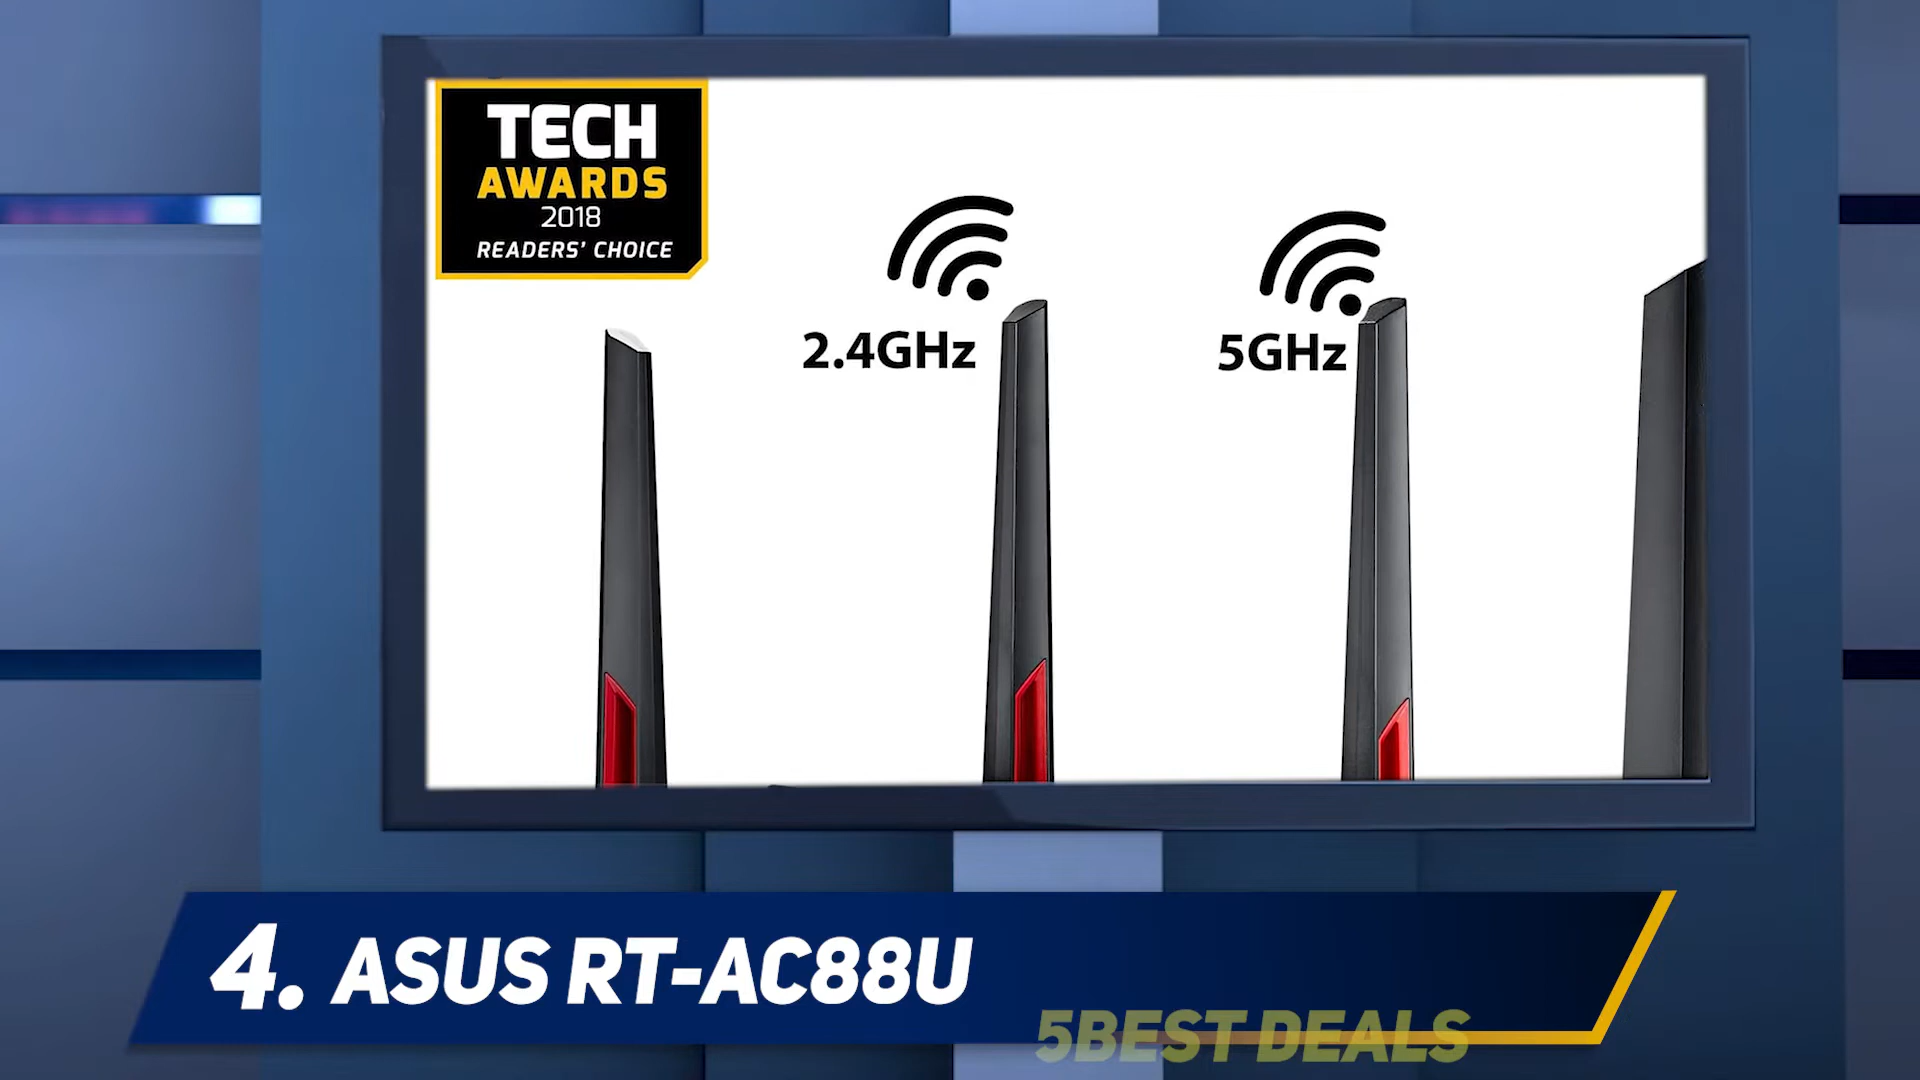 TECH
AWARDS
2018
READERS' CHOICE
2.4GHz
5GHz
4. ASUS RT-AC88U
5BEST DEALS